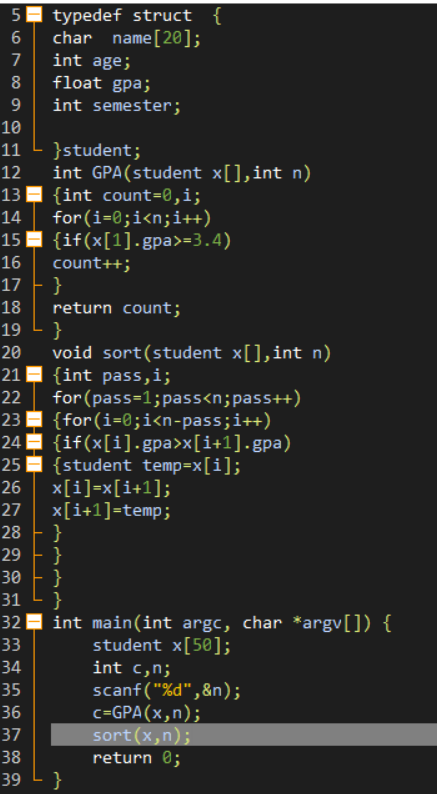 5 typedef struct {
6 char name[20];
7 int age;
8 float gpa;
9 int semester;
10
11 }student;
12 int GPA(student x[],int n)
13 {int count=0,i;
14 for(i=0;i<n;i++)
15 {if(x[1].gpa>=3.4)
16 count++;
17 }
18 return count;
19 }
20 void sort(student x[],int n)
21 {int pass,i;
22 for(pass=1;pass<n;pass++)
23 {for(i=0;i<n-pass;i++)
24 {if(x[i].gpa>x[i+1].gpa)
25 {student temp=x[i];
26 x[i]=x[i+1];
27 x[i+1]=temp;
28 }
29 }
30 }
31 }
32 int main(int argc, char *argv[]) {
33 student x[50];
34 int c,n;
35 scanf("%d",&n);
36 c=GPA(x,n);
37 sort(x,n);
38 return 0;
39 }